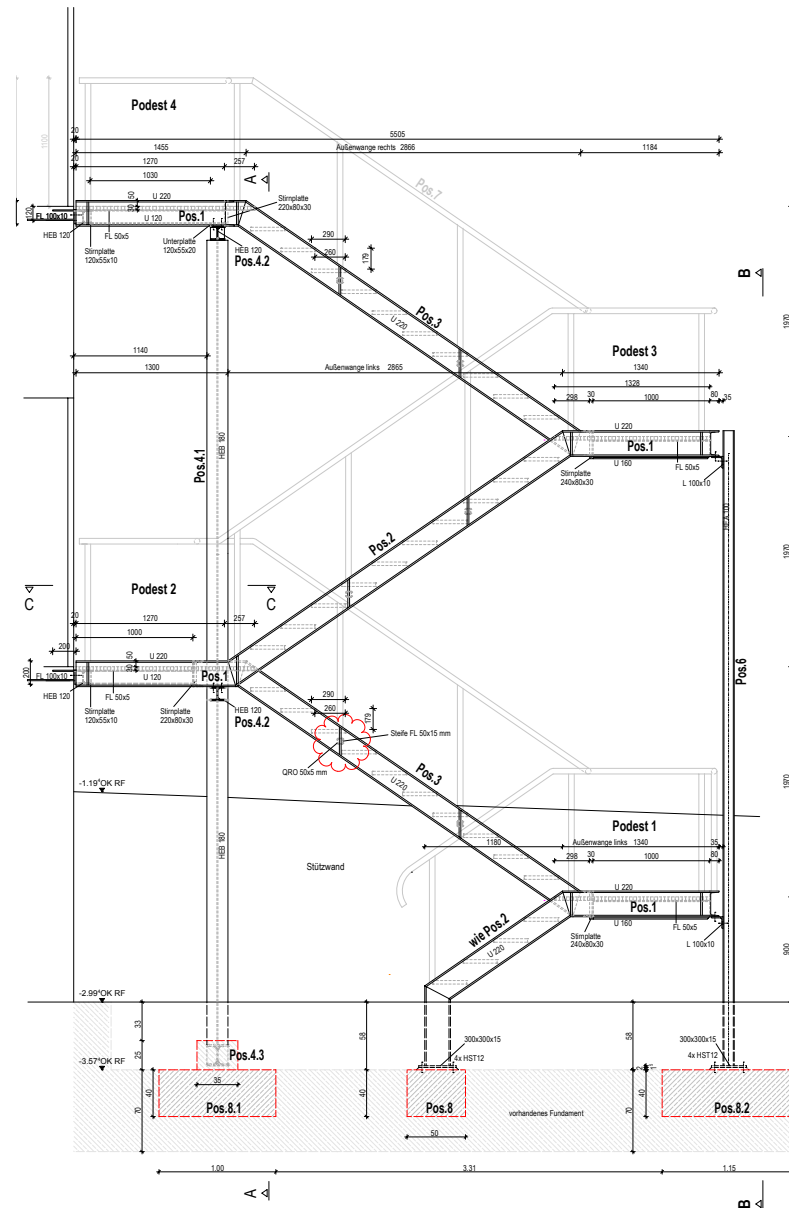 Podest 4
1100
20
5505
1455
Außenwange rechts 2866
1184
20
1270
257
1030
A
Pos.7
U 220
50
30
120
FL 100x10
U 120
Pos.1
Stirnplatte
220x80x30
HEB 120
FL 50x5
Stirnplatte
120x55x10
Unterplatte
120x55x20
HEB 120
Pos.4.2
290
260
179
B
Pos.3
U 220
1970
Podest 3
1140
1300
Außenwange links 2865
1340
1328
298
30
1000
80
35
U 220
Pos.1
FL 50x5
U 160
Stirnplatte
240x80x30
L 100x10
Pos.4.1
HEB 180
HEA 100
1970
Pos.2
Podest 2
C
C
20
1270
257
1000
200
50
30
U 220
200
FL 100x10
U 120
Pos.1
HEB 120
FL 50x5
Stirnplatte
120x55x10
Stirnplatte
220x80x30
HEB 120
Pos.4.2
290
260
179
Steife FL 50x15 mm
QRO 50x5 mm
Pos.6
Pos.3
U 220
1970
-1.19⁴OK RF
Podest 1
1180
Außenwange links 1340
35
298
30
1000
80
HEB 180
Stützwand
U 220
Pos.1
FL 50x5
U 160
Stirnplatte
240x80x30
L 100x10
wie Pos.2
U 220
900
-2.99⁴OK RF
33
58
58
300x300x15
4x HST12
300x300x15
4x HST12
25
Pos.4.3
-3.57⁴OK RF
35
40
Pos.8.1
40
Pos.8
40
Pos.8.2
70
50
vorhandenes Fundament
70
1.00
3.31
1.15
A
B